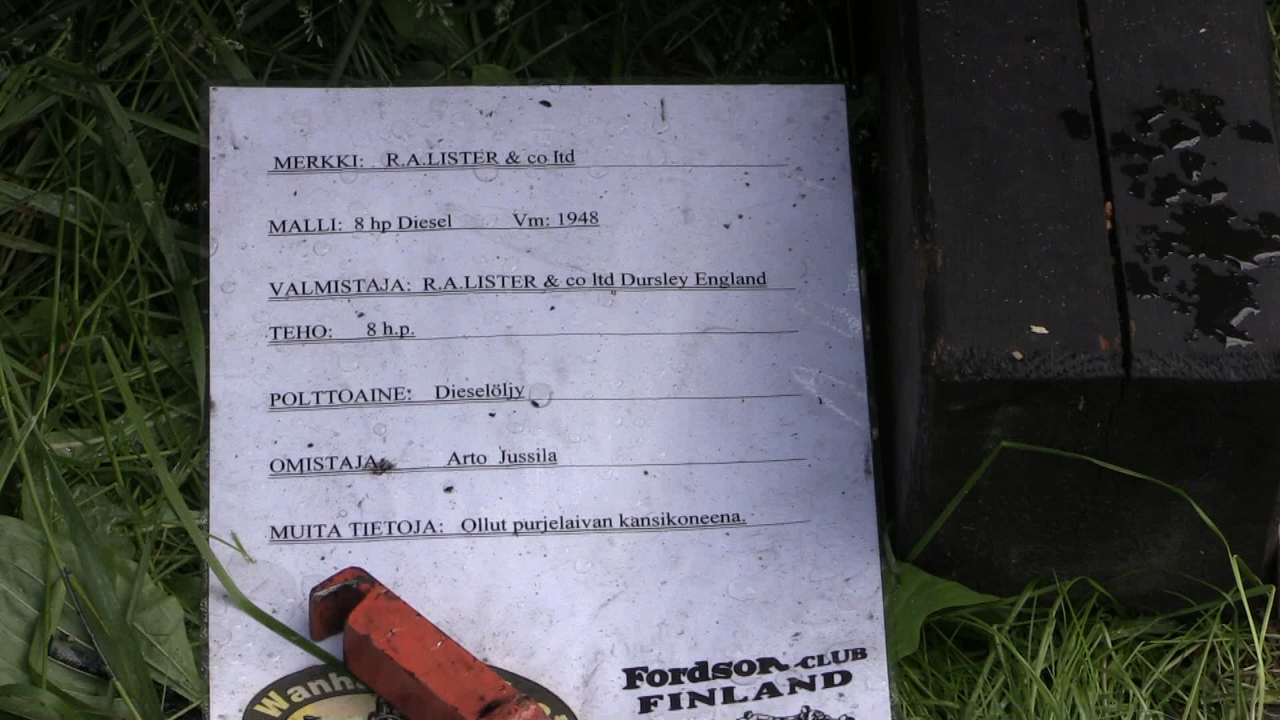 MERKKI: R.A.LISTER & co ltd
MALLI: 8 hp Diesel Vm: 1948
VALMISTAJA: R.A.LISTER & co ltd Dursley England
TEHO: 8 h.p.
POLTTOAINE: Dieselöljy
OMISTAJA: Arto Jussila
MUITA TIETOJA: Ollut purjelaivan kansikoneena.
Fordson CLUB
FINLAND